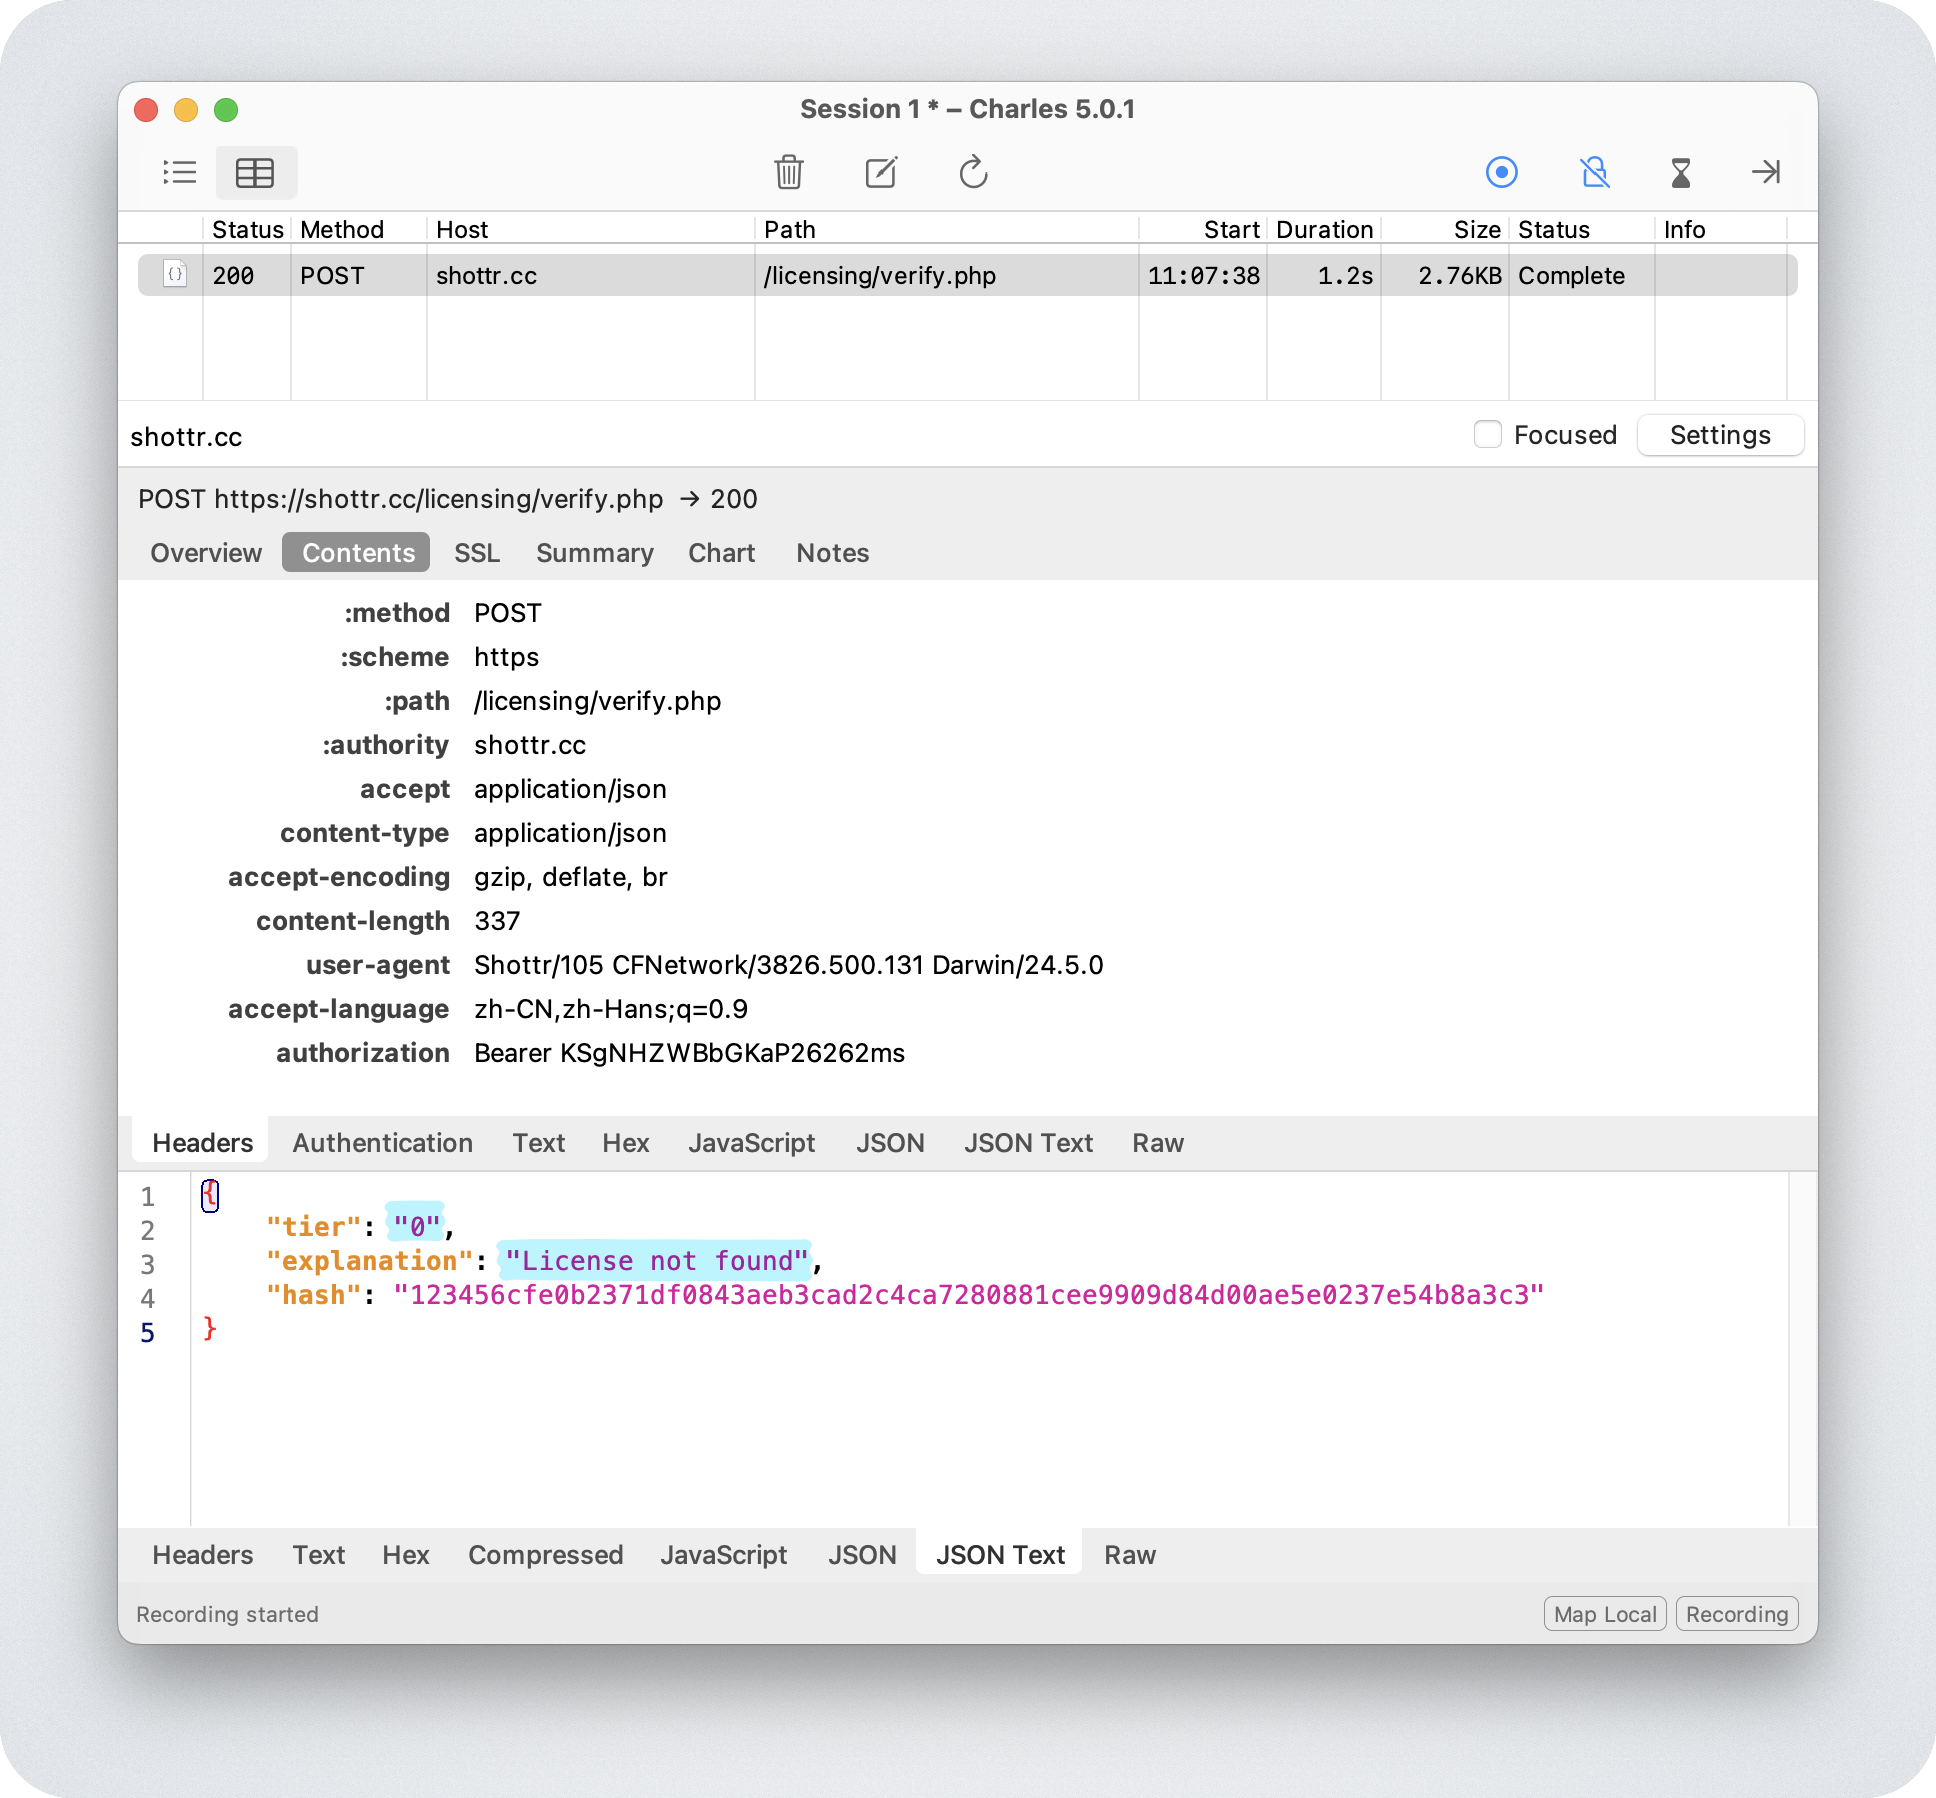 Session 1 * – Charles 5.0.1
Status Method Host Path Start Duration Size Status Info
{} 200 POST shottr.cc /licensing/verify.php 11:07:38 1.2s 2.76KB Complete
shottr.cc Focused Settings
POST https://shottr.cc/licensing/verify.php → 200
Overview Contents SSL Summary Chart Notes
:method POST
:scheme https
:path /licensing/verify.php
:authority shottr.cc
accept application/json
content-type application/json
accept-encoding gzip, deflate, br
content-length 337
user-agent Shottr/105 CFNetwork/3826.500.131 Darwin/24.5.0
accept-language zh-CN,zh-Hans;q=0.9
authorization Bearer KSgNHZWBbGKaP26262ms
Headers Authentication Text Hex JavaScript JSON JSON Text Raw
1 {
2 "tier": "0",
3 "explanation": "License not found",
4 "hash": "123456cfe0b2371df0843aeb3cad2c4ca7280881cee9909d84d00ae5e0237e54b8a3c3"
5 }
Headers Text Hex Compressed JavaScript JSON JSON Text Raw
Recording started Map Local Recording